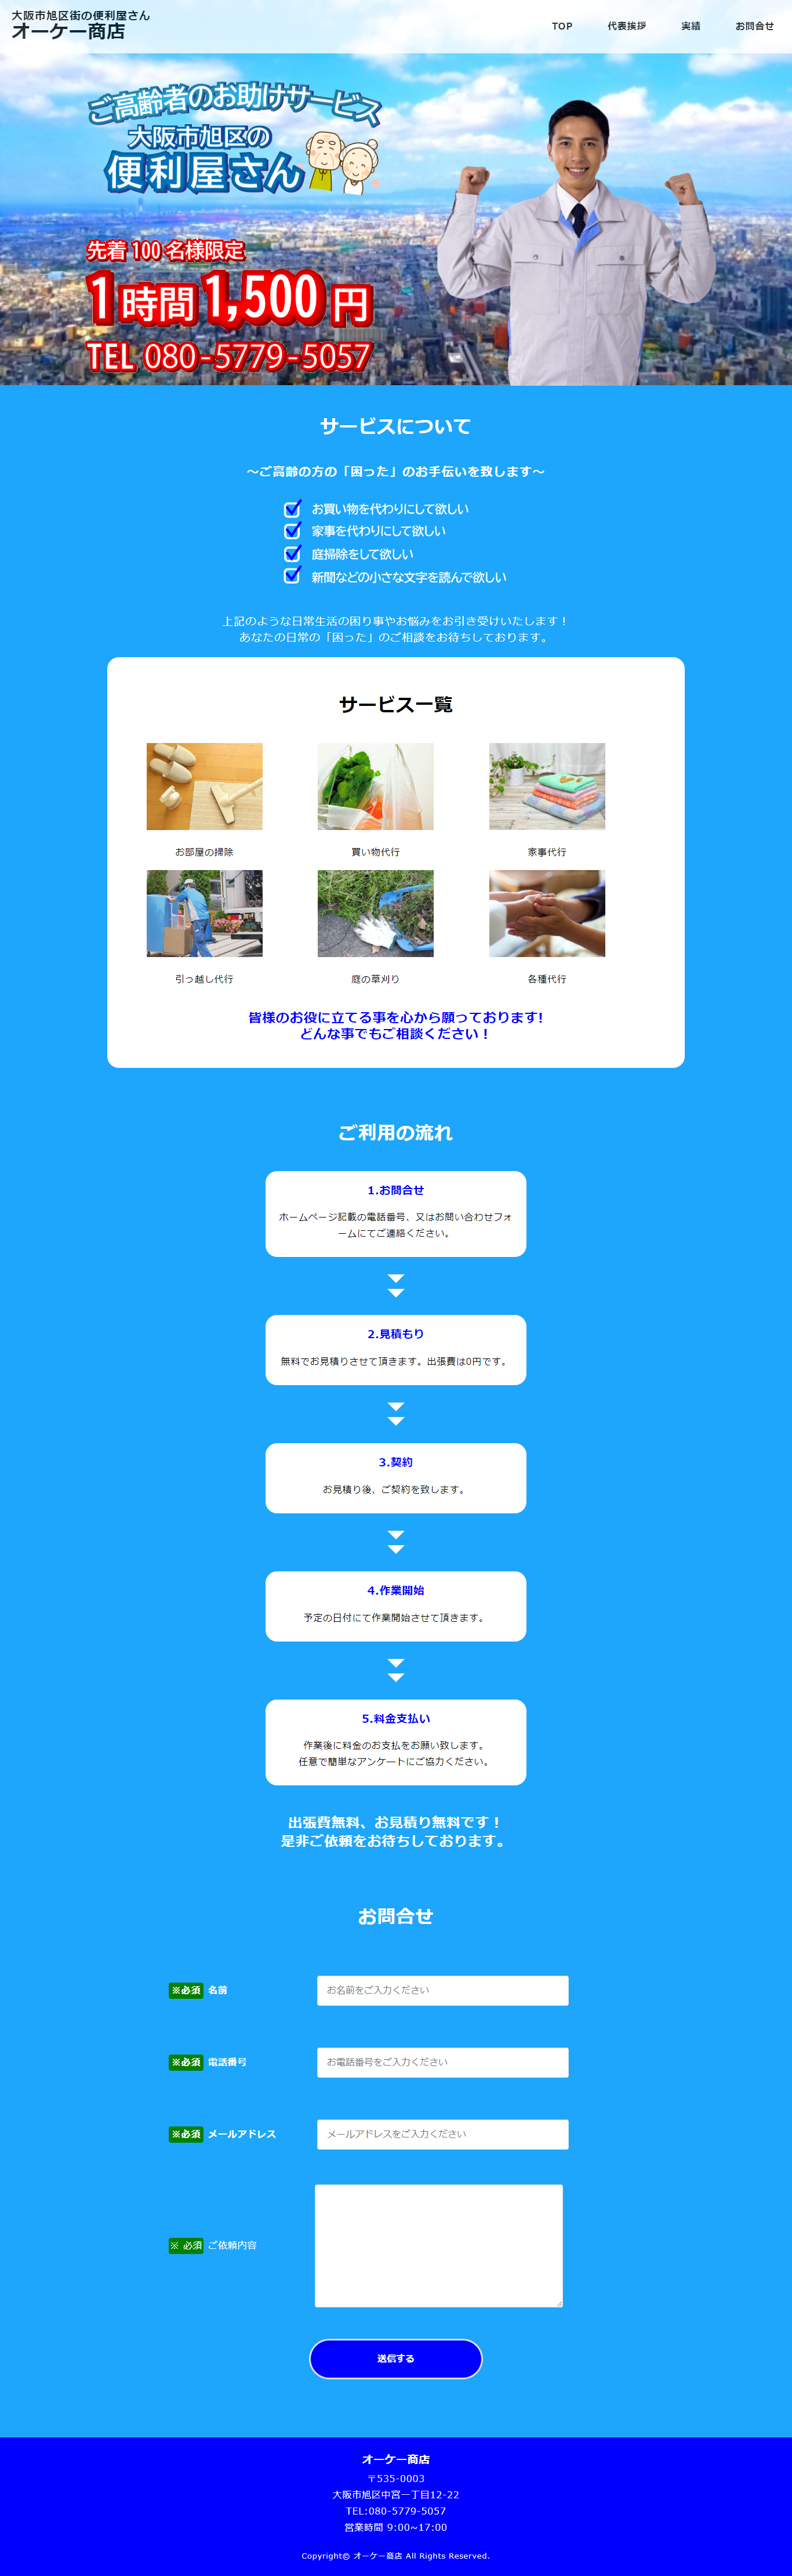 大阪市旭区街の便利屋さん
オーケー商店
TOP 代表挨拶 実績 お問合せ
ご高齢者のお助けサービス
大阪市旭区の
便利屋さん
先着100名様限定
1時間1,500円
TEL 080-5779-5057
サービスについて
～ご高齢の方の「困った」のお手伝いを致します～
お買い物を代わりにして欲しい
家事を代わりにして欲しい
庭掃除をして欲しい
新聞などの小さな文字を読んで欲しい
上記のような日常生活の困り事やお悩みをお引き受けいたします！
あなたの日常の「困った」のご相談をお待ちしております。
サービス一覧
お部屋の掃除 買い物代行 家事代行
引っ越し代行 庭の草刈り 各種代行
皆様のお役に立てる事を心から願っております!
どんな事でもご相談ください！
ご利用の流れ
1.お問合せ
ホームページ記載の電話番号、又はお問い合わせフォ
ームにてご連絡ください。
2.見積もり
無料でお見積りさせて頂きます。出張費は0円です。
3.契約
お見積り後、ご契約を致します。
4.作業開始
予定の日付にて作業開始させて頂きます。
5.料金支払い
作業後に料金のお支払をお願い致します。
任意で簡単なアンケートにご協力ください。
出張費無料、お見積り無料です！
是非ご依頼をお待ちしております。
お問合せ
※必須 名前 お名前をご入力ください
※必須 電話番号 お電話番号をご入力ください
※必須 メールアドレス メールアドレスをご入力ください
※ 必須 ご依頼内容
送信する
オーケー商店
〒535-0003
大阪市旭区中宮一丁目12-22
TEL:080-5779-5057
営業時間 9:00~17:00
Copyright© オーケー商店 All Rights Reserved.